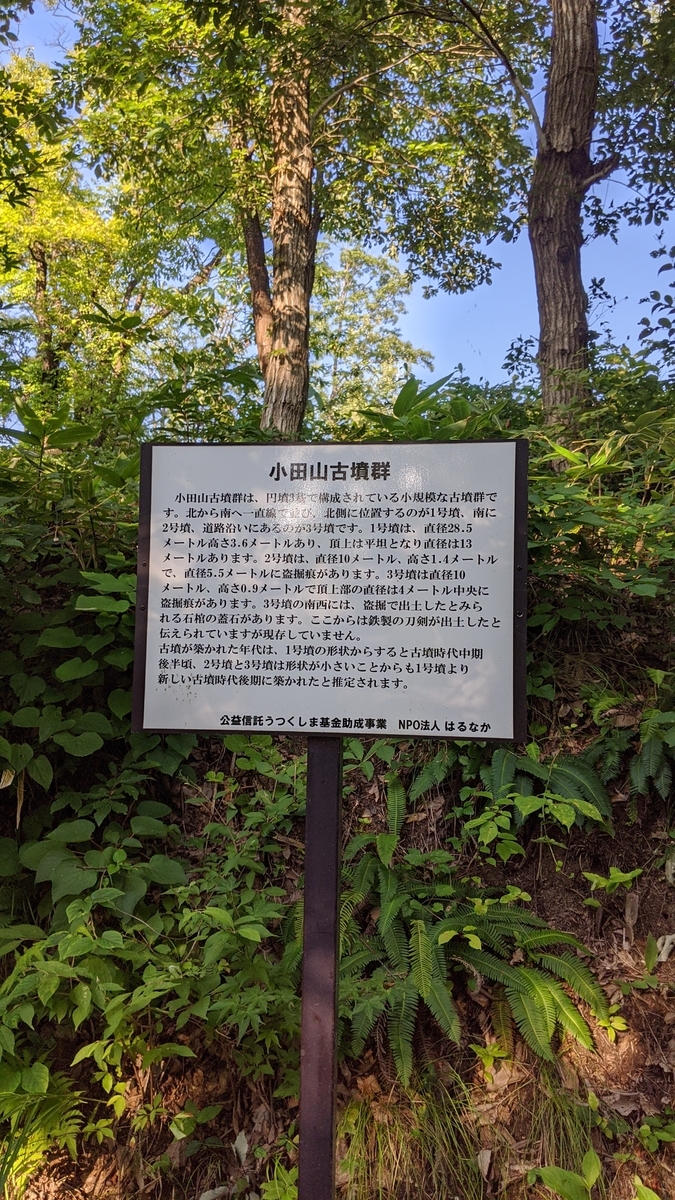 小田山古墳群
小田山古墳群は、円墳3基で構成されている小規模な古墳群で
す。北から南へ一直線で並び、北側に位置するのが1号墳、南に
2号墳、道路沿いにあるのが3号墳です。1号墳は、直径28.5
メートル高さ3.6メートルあり、頂上は平坦となり直径は13
メートルあります。2号墳は、直径10メートル、高さ1.4メートル
で、直径5.5メートルに盗掘痕があります。3号墳は直径10
メートル、高さ0.9メートルで頂上部の直径は4メートル中央に
盗掘痕があります。3号墳の南西には、盗掘で出土したとみら
れる石棺の蓋石があります。ここからは鉄製の刀剣が出土したと
伝えられていますが現存していません。
古墳が築かれた年代は、1号墳の形状からすると古墳時代中期
後半頃、2号墳と3号墳は形状が小さいことからも1号墳より
新しい古墳時代後期に築かれたと推定されます。
公益信託うつくしま基金助成事業　NPO法人 はるなか